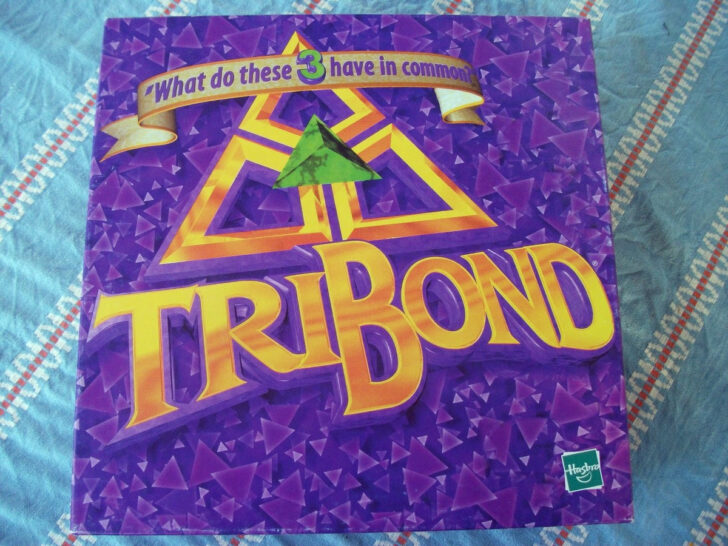 "What do these 3 have in common?"
TRIBOND
Hasbro